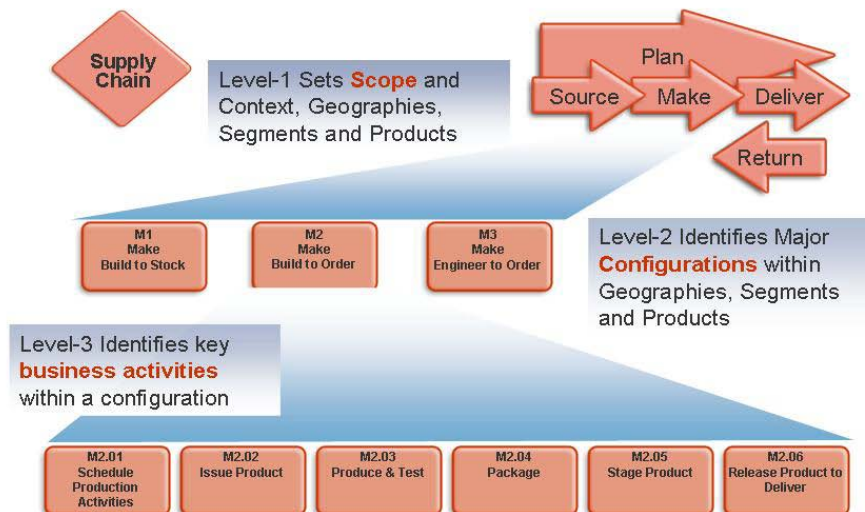 Supply
Chain
Level-1 Sets Scope and
Context, Geographies,
Segments and Products
Plan
Source
Make
Deliver
Return
M1
Make
Build to Stock
M2
Make
Build to Order
M3
Make
Engineer to Order
Level-2 Identifies Major
Configurations within
Geographies, Segments
and Products
Level-3 Identifies key
business activities
within a configuration
M2.01
Schedule
Production
Activities
M2.02
Issue Product
M2.03
Produce & Test
M2.04
Package
M2.05
Stage Product
M2.06
Release Product to
Deliver